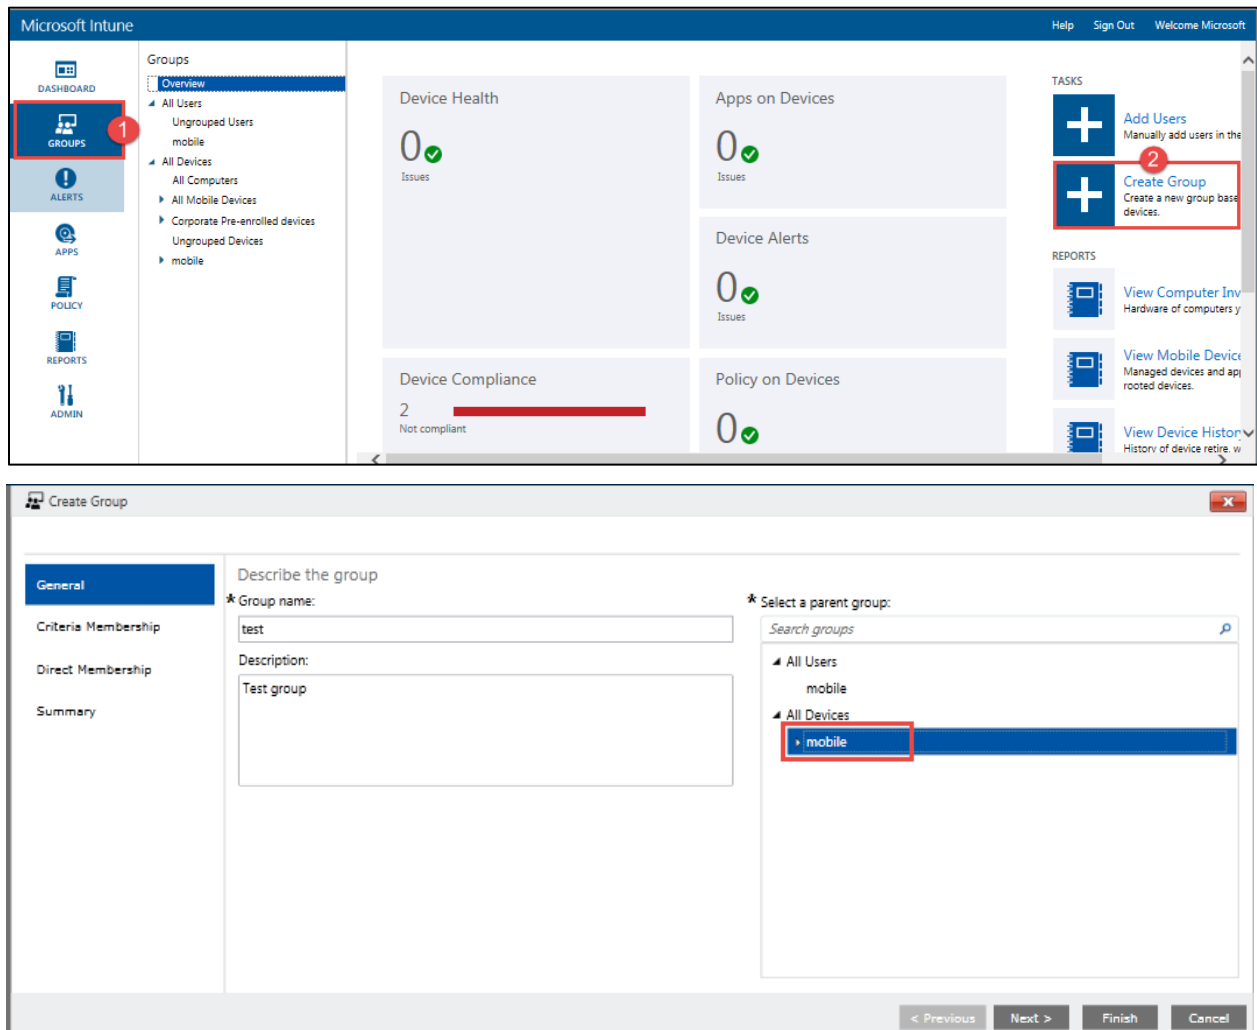 Microsoft Intune
Help Sign Out Welcome Microsoft
DASHBOARD
GROUPS
1
ALERTS
APPS
POLICY
REPORTS
ADMIN
Groups
Overview
All Users
Ungrouped Users
mobile
All Devices
All Computers
All Mobile Devices
Corporate Pre-enrolled devices
Ungrouped Devices
mobile
Device Health
0
Issues
Apps on Devices
0
Issues
Device Alerts
0
Issues
Device Compliance
2
Not compliant
Policy on Devices
0
TASKS
Add Users
Manually add users in the
2
Create Group
Create a new group base
devices.
REPORTS
View Computer Inv
Hardware of computers y
View Mobile Device
Managed devices and app
rooted devices.
View Device History
History of device retire, w
Create Group
General
Criteria Membership
Direct Membership
Summary
Describe the group
* Group name:
test
Description:
Test group
* Select a parent group:
Search groups
All Users
mobile
All Devices
mobile
< Previous Next > Finish Cancel